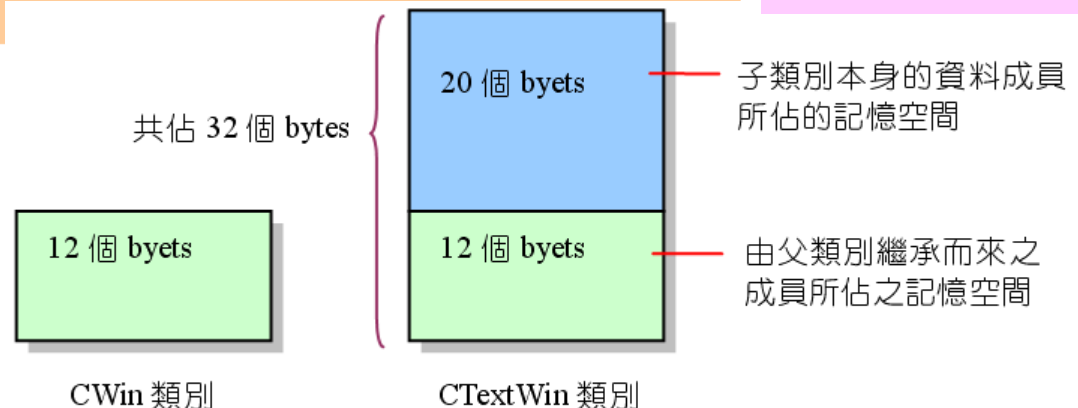 20 個 byets
子類別本身的資料成員
所佔的記憶空間
共佔 32 個 bytes
12 個 byets
12 個 byets
由父類別繼承而來之
成員所佔之記憶空間
CWin 類別
CTextWin 類別